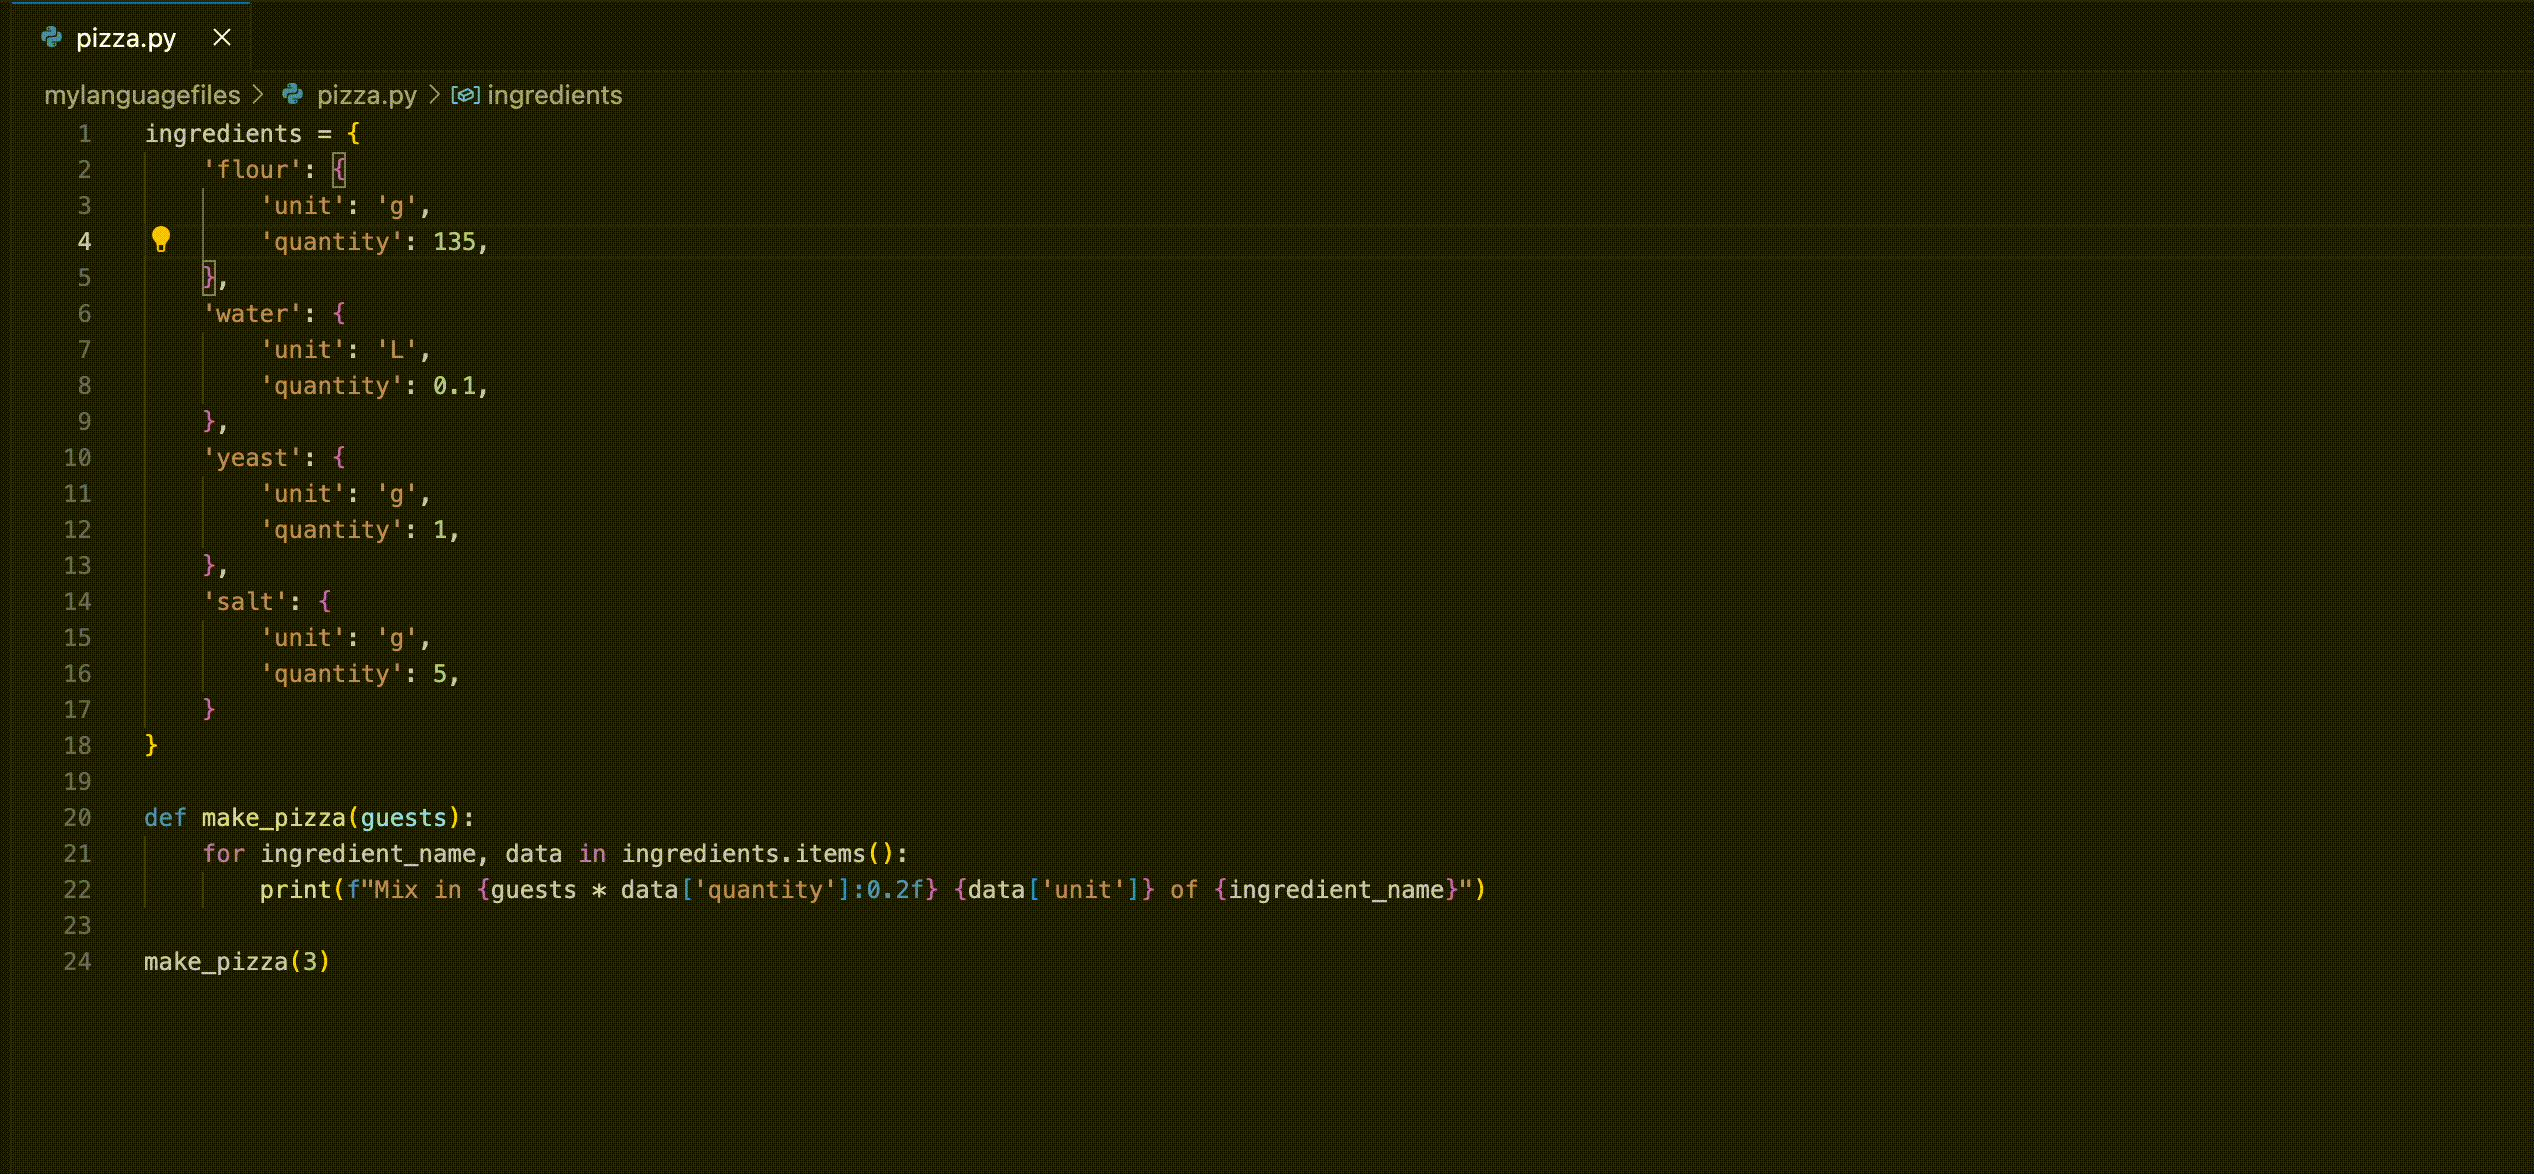 pizza.py
mylanguagefiles > pizza.py > ingredients
1 ingredients = {
2     'flour': {
3         'unit': 'g',
4         'quantity': 135,
5     },
6     'water': {
7         'unit': 'L',
8         'quantity': 0.1,
9     },
10     'yeast': {
11         'unit': 'g',
12         'quantity': 1,
13     },
14     'salt': {
15         'unit': 'g',
16         'quantity': 5,
17     }
18 }
19
20 def make_pizza(guests):
21     for ingredient_name, data in ingredients.items():
22         print(f"Mix in {guests * data['quantity']:0.2f} {data['unit']} of {ingredient_name}")
23
24 make_pizza(3)